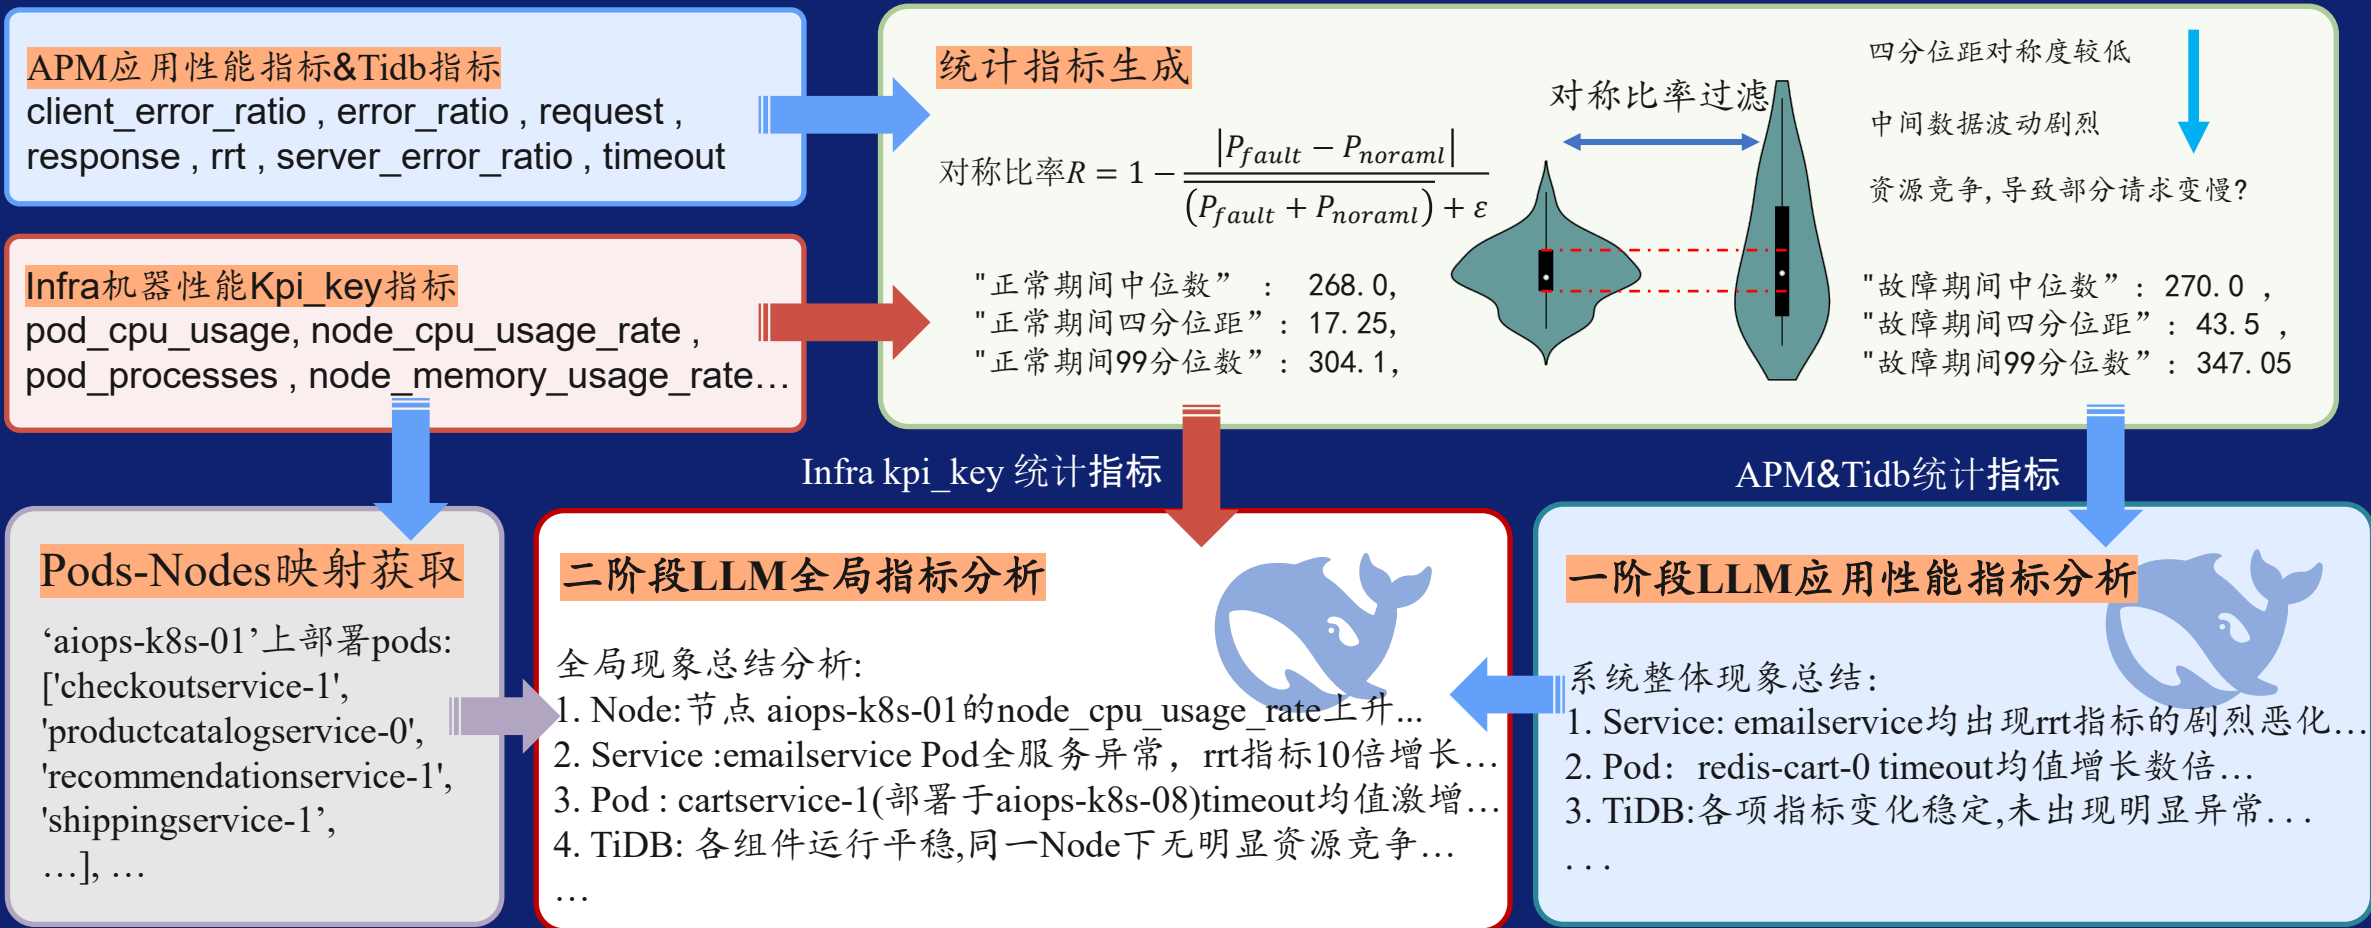 APM应用性能指标&Tidb指标
client_error_ratio , error_ratio , request ,
response , rrt , server_error_ratio , timeout
Infra机器性能Kpi_key指标
pod_cpu_usage, node_cpu_usage_rate ,
pod_processes , node_memory_usage_rate…
统计指标生成
对称比率R = 1 − |P_fault − P_noraml| / (P_fault + P_noraml) + ε
对称比率过滤
四分位距对称度较低
中间数据波动剧烈
资源竞争,导致部分请求变慢?
"正常期间中位数” : 268.0,
"正常期间四分位距”: 17.25,
"正常期间99分位数”: 304.1,
"故障期间中位数”: 270.0 ,
"故障期间四分位距”: 43.5 ,
"故障期间99分位数”: 347.05
Infra kpi_key 统计指标
APM&Tidb统计指标
Pods-Nodes映射获取
‘aiops-k8s-01’上部署pods:
['checkoutservice-1',
'productcatalogservice-0',
'recommendationservice-1',
'shippingservice-1’,
…], …
二阶段LLM全局指标分析
全局现象总结分析:
1. Node:节点 aiops-k8s-01的node_cpu_usage_rate上升...
2. Service :emailservice Pod全服务异常，rrt指标10倍增长…
3. Pod : cartservice-1(部署于aiops-k8s-08)timeout均值激增…
4. TiDB: 各组件运行平稳,同一Node下无明显资源竞争…
…
一阶段LLM应用性能指标分析
系统整体现象总结：
1. Service: emailservice均出现rrt指标的剧烈恶化…
2. Pod：redis-cart-0 timeout均值增长数倍…
3. TiDB:各项指标变化稳定,未出现明显异常...
...